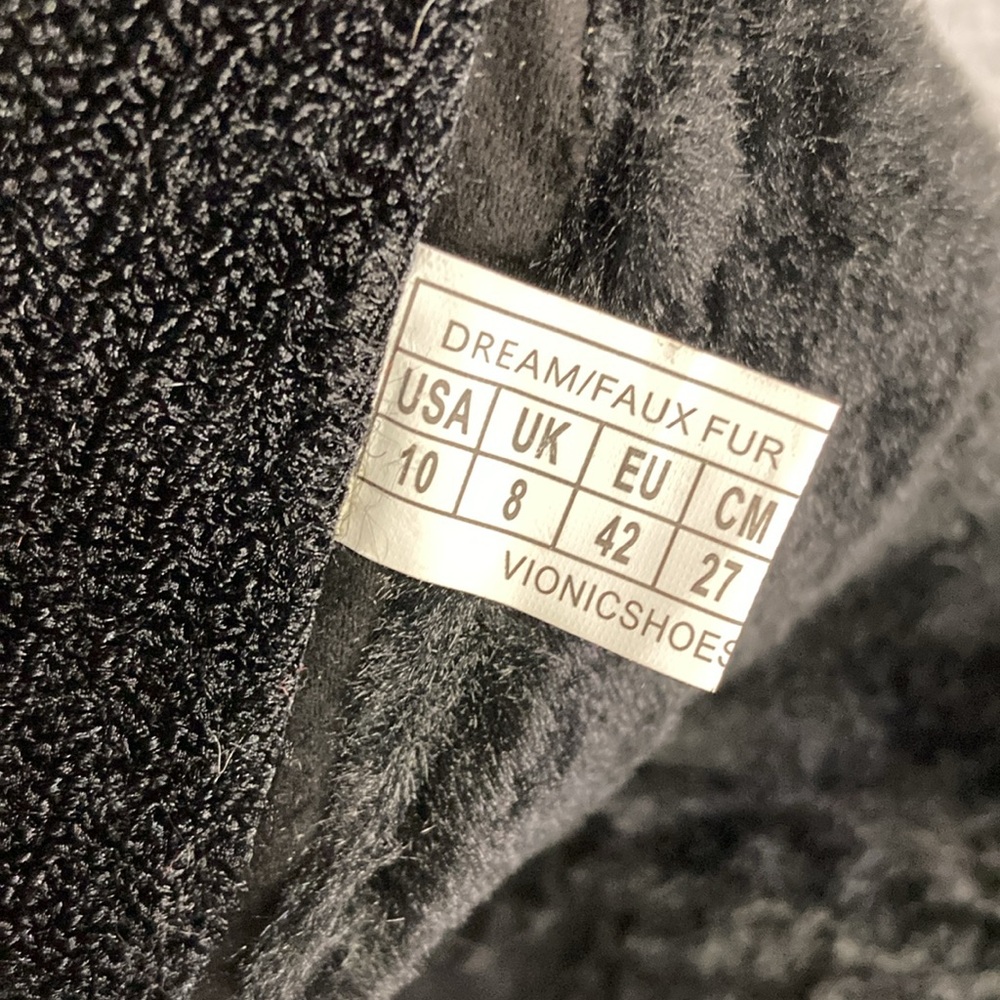 DREAM/FAUX FUR
USA UK EU CM
10 8 42 27
VIONICSHOES